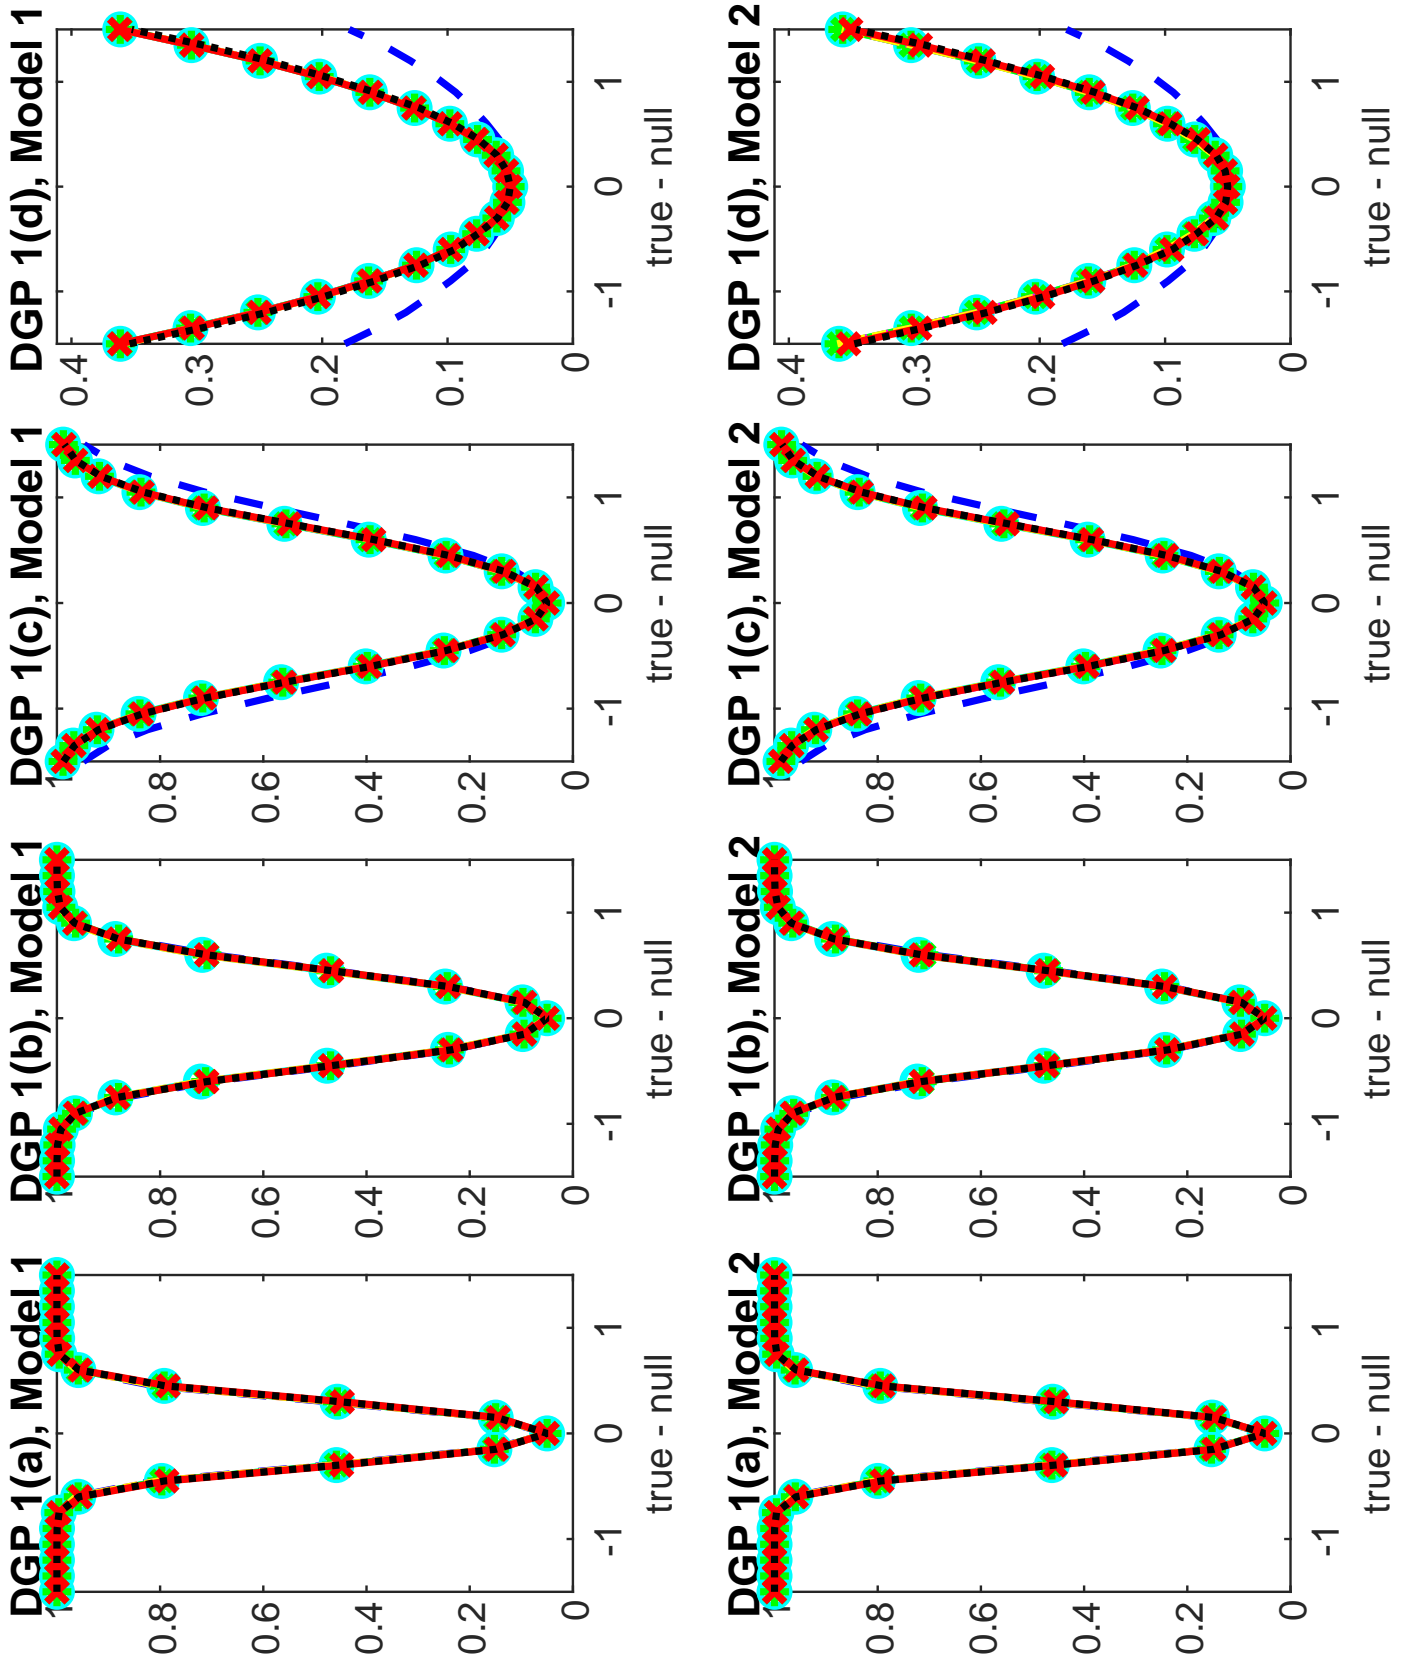 DGP 1(a), Model 1
1
0.8
0.6
0.4
0.2
0
-1 0 1
true - null
DGP 1(b), Model 1
1
0.8
0.6
0.4
0.2
0
-1 0 1
true - null
DGP 1(c), Model 1
1
0.8
0.6
0.4
0.2
0
-1 0 1
true - null
DGP 1(d), Model 1
0.4
0.3
0.2
0.1
0
-1 0 1
true - null
DGP 1(a), Model 2
1
0.8
0.6
0.4
0.2
0
-1 0 1
true - null
DGP 1(b), Model 2
1
0.8
0.6
0.4
0.2
0
-1 0 1
true - null
DGP 1(c), Model 2
1
0.8
0.6
0.4
0.2
0
-1 0 1
true - null
DGP 1(d), Model 2
0.4
0.3
0.2
0.1
0
-1 0 1
true - null